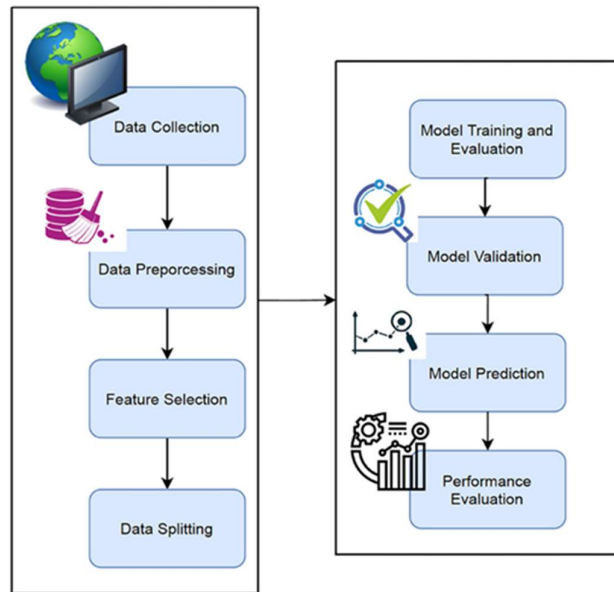 Data Collection
Data Preporcessing
Feature Selection
Data Splitting
Model Training and
Evaluation
Model Validation
Model Prediction
Performance
Evaluation